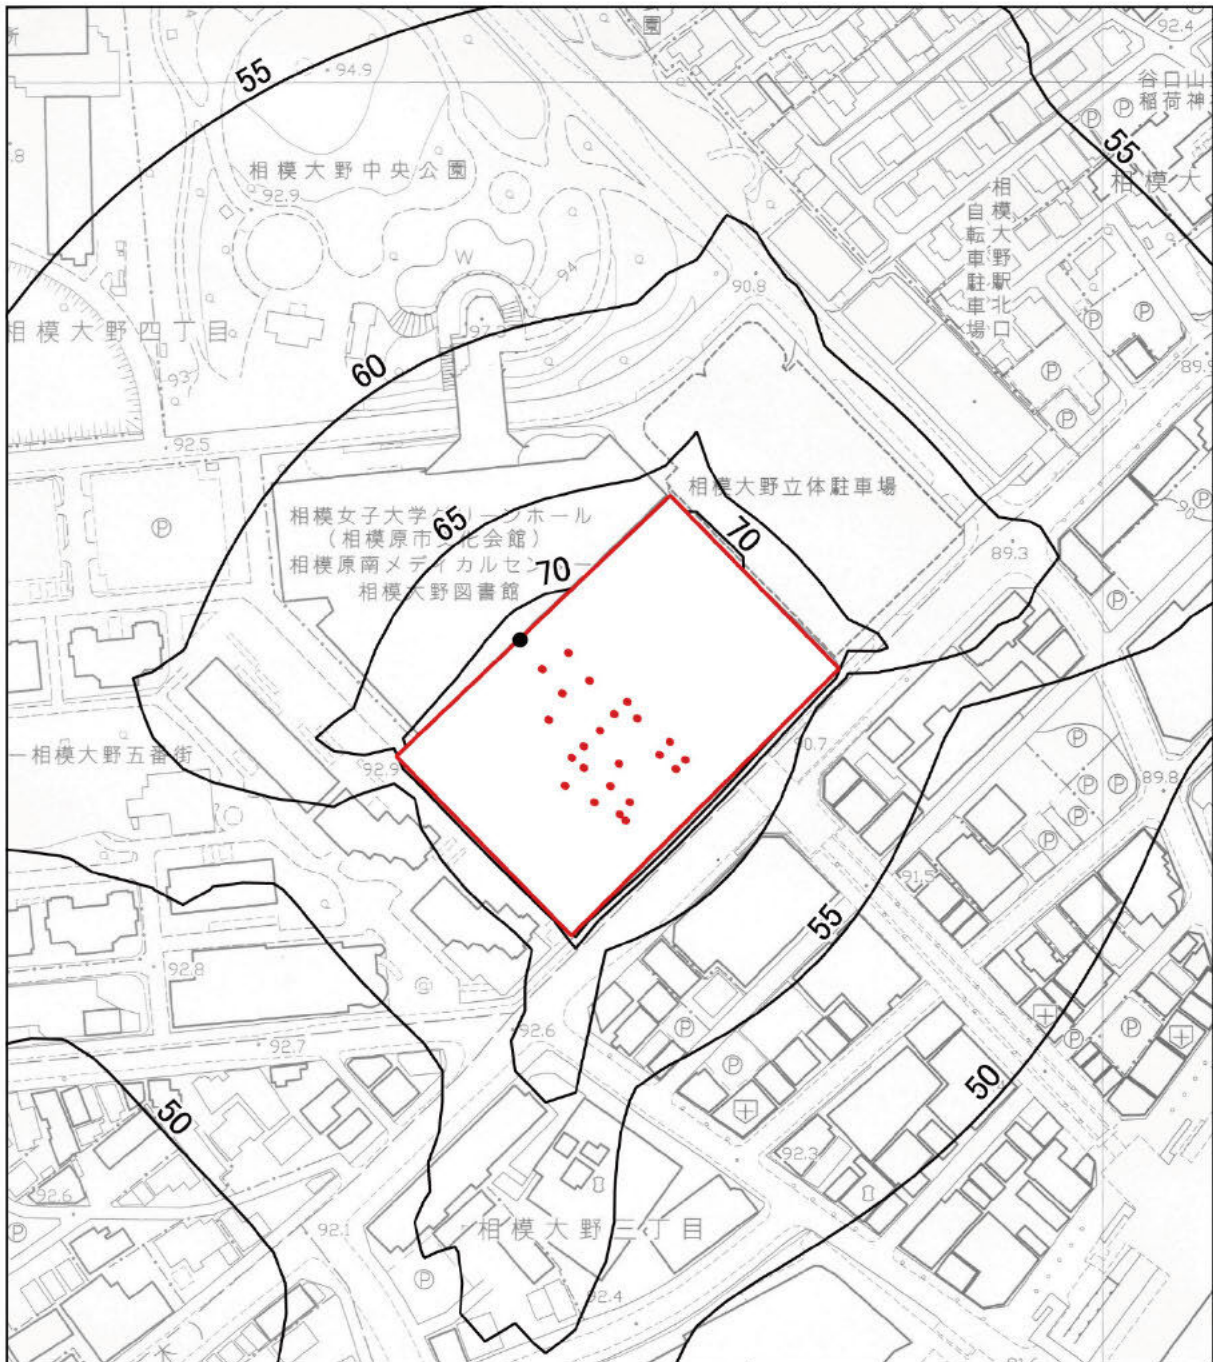 園
92.4
所
55
94.9
谷口山
稲荷神
P
P
55
相模大
相模大野中央公園
92.9
相模大野駅北口
自転車駐車場
W
94
90.8
P
P
相模大野四丁目
97.2
60
93
P
89.9
P
92.5
相模大野立体駐車場
65
相模女子大学グリーンホール
(相模原市文化会館)
相模原南メディカルセンター
相模大野図書館
P
70
70
89.3
P
P
相模大野五番街
92.9
90.7
89.8
P
P
91.5
55
92.8
92.6
P
P
P
92.7
P
50
50
92.3
92.6
P
92.1
相模大野三丁目
P
92.4